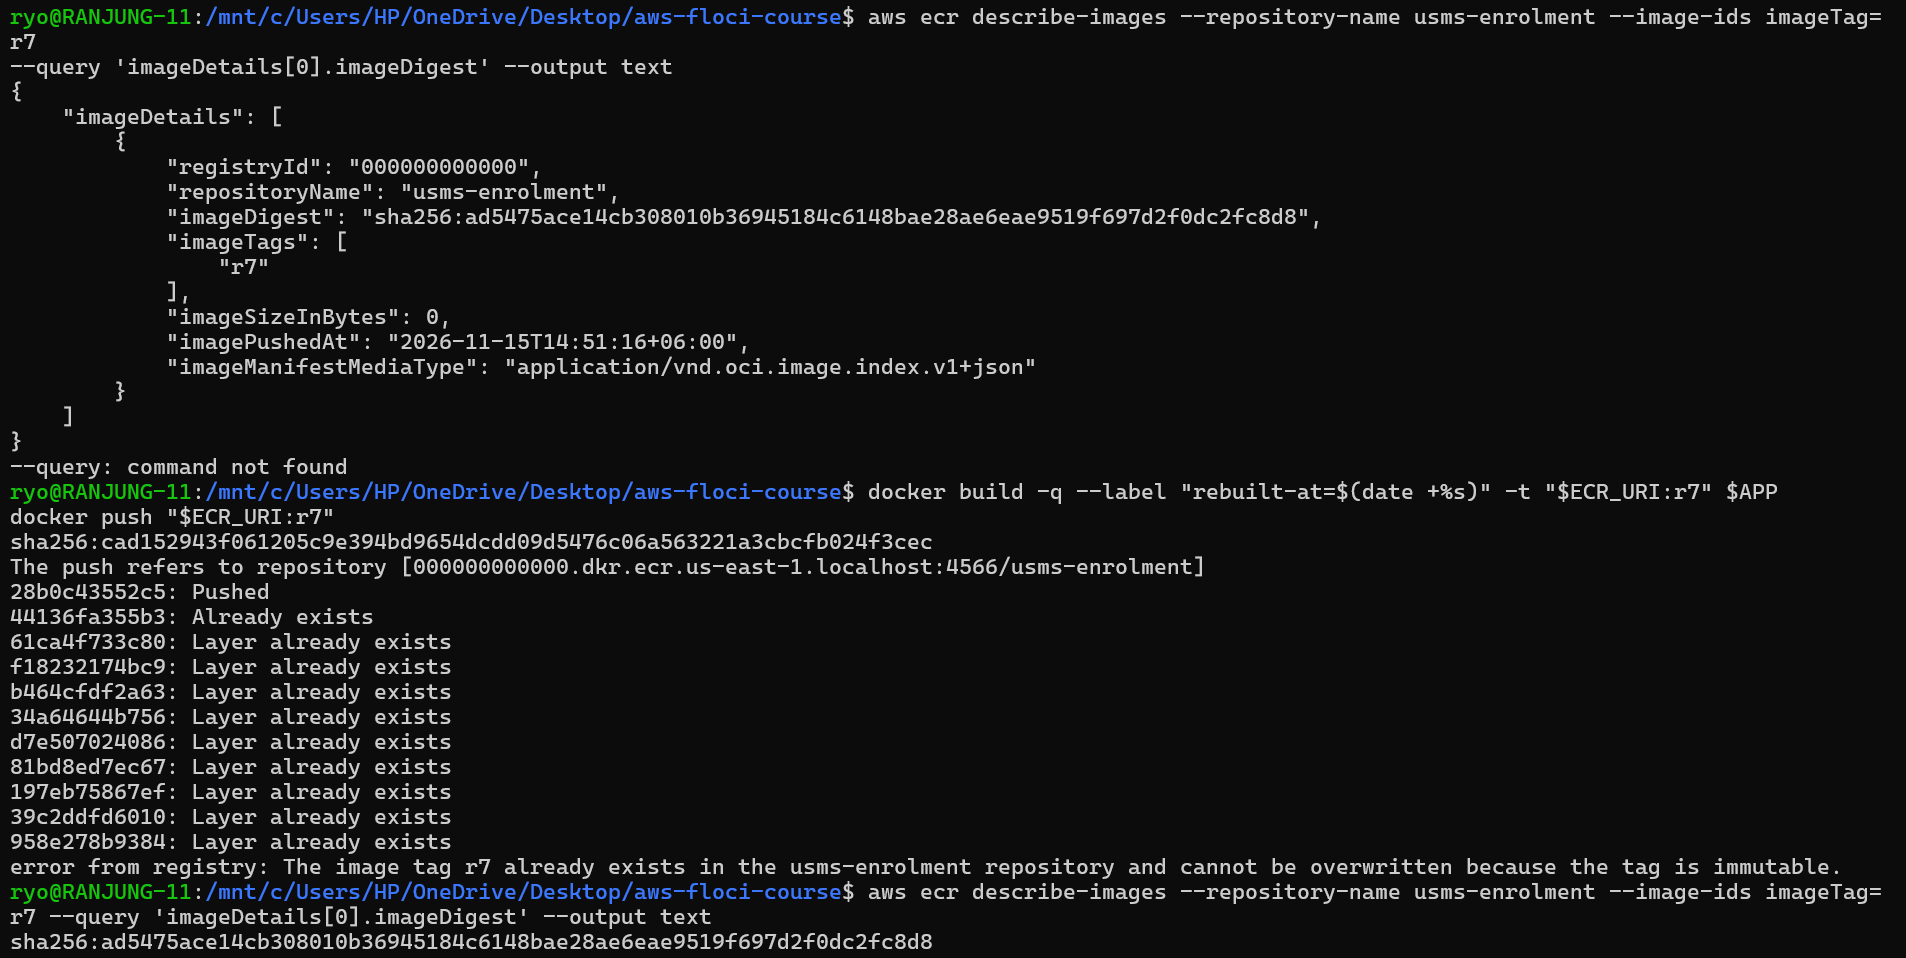 ryo@RANJUNG-11:/mnt/c/Users/HP/OneDrive/Desktop/aws-floci-course$ aws ecr describe-images --repository-name usms-enrolment --image-ids imageTag=
r7
--query 'imageDetails[0].imageDigest' --output text
{
    "imageDetails": [
        {
            "registryId": "000000000000",
            "repositoryName": "usms-enrolment",
            "imageDigest": "sha256:ad5475ace14cb308010b36945184c6148bae28ae6eae9519f697d2f0dc2fc8d8",
            "imageTags": [
                "r7"
            ],
            "imageSizeInBytes": 0,
            "imagePushedAt": "2026-11-15T14:51:16+06:00",
            "imageManifestMediaType": "application/vnd.oci.image.index.v1+json"
        }
    ]
}
--query: command not found
ryo@RANJUNG-11:/mnt/c/Users/HP/OneDrive/Desktop/aws-floci-course$ docker build -q --label "rebuilt-at=$(date +%s)" -t "$ECR_URI:r7" $APP
docker push "$ECR_URI:r7"
sha256:cad152943f061205c9e394bd9654dcdd09d5476c06a563221a3cbcfb024f3cec
The push refers to repository [000000000000.dkr.ecr.us-east-1.localhost:4566/usms-enrolment]
28b0c43552c5: Pushed
44136fa355b3: Already exists
61ca4f733c80: Layer already exists
f18232174bc9: Layer already exists
b464cfdf2a63: Layer already exists
34a64644b756: Layer already exists
d7e507024086: Layer already exists
81bd8ed7ec67: Layer already exists
197eb75867ef: Layer already exists
39c2ddfd6010: Layer already exists
958e278b9384: Layer already exists
error from registry: The image tag r7 already exists in the usms-enrolment repository and cannot be overwritten because the tag is immutable.
ryo@RANJUNG-11:/mnt/c/Users/HP/OneDrive/Desktop/aws-floci-course$ aws ecr describe-images --repository-name usms-enrolment --image-ids imageTag=
r7 --query 'imageDetails[0].imageDigest' --output text
sha256:ad5475ace14cb308010b36945184c6148bae28ae6eae9519f697d2f0dc2fc8d8